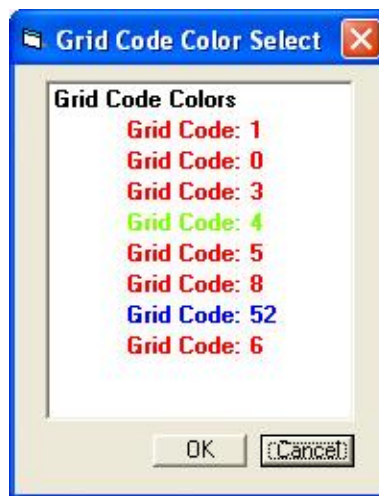 Grid Code Color Select
Grid Code Colors
Grid Code: 1
Grid Code: 0
Grid Code: 3
Grid Code: 4
Grid Code: 5
Grid Code: 8
Grid Code: 52
Grid Code: 6
OK Cancel